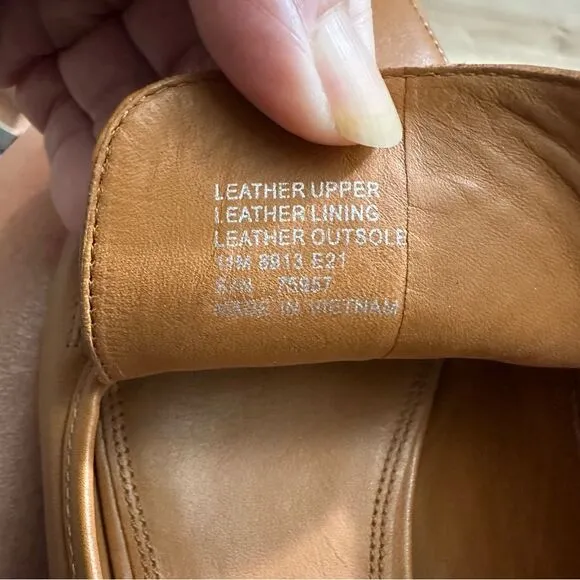 LEATHER UPPER
LEATHER LINING
LEATHER OUTSOLE
11M 8913 E21
75957
MADE IN VIETNAM